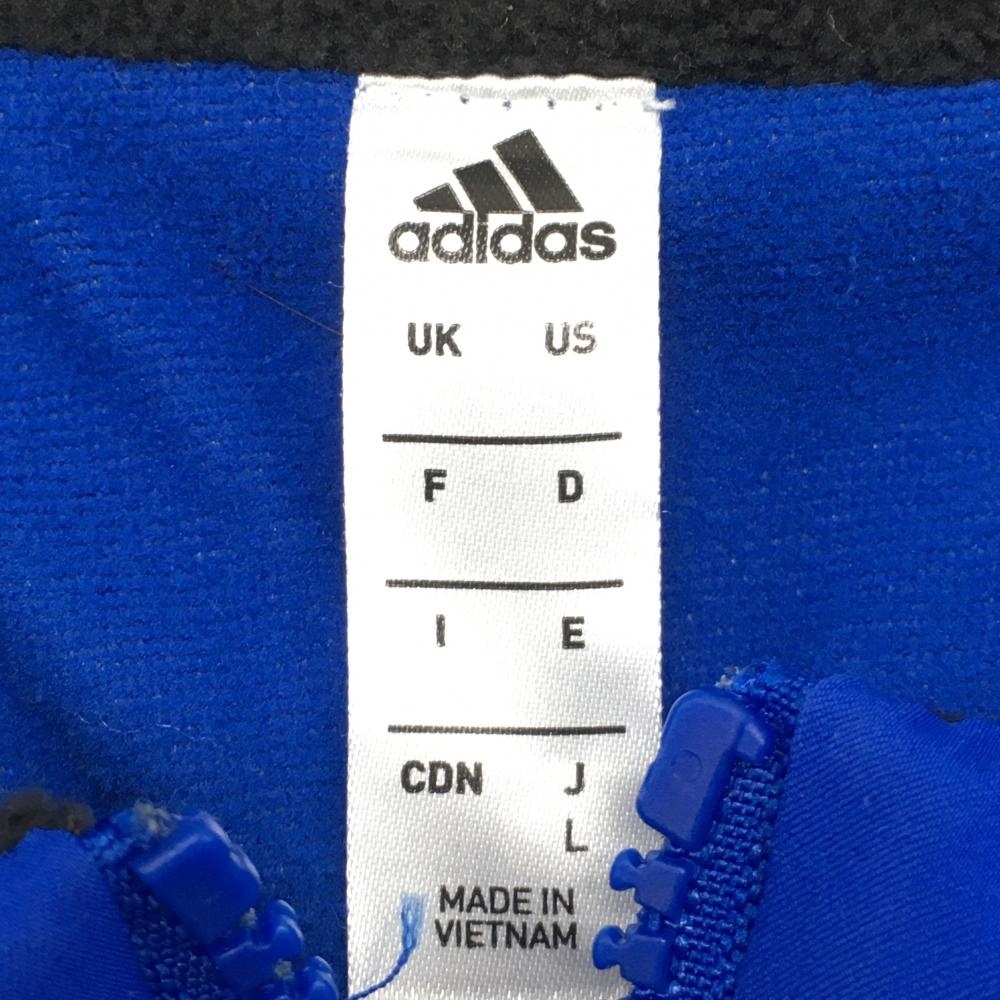 adidas
UK US
F D
I E
CDN J
L
MADE IN
VIETNAM